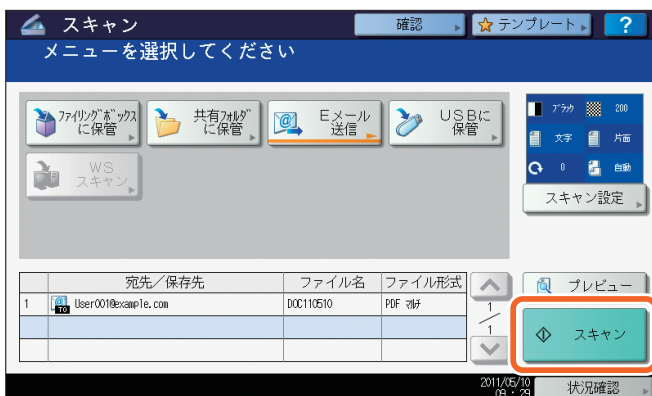 スキャン
確認
テンプレート
?
メニューを選択してください
ファイリングボックス
に保管
共有フォルダ
に保管
Eメール
送信
USBに
保管
WS
スキャン
ブラック
200
文字
片面
0
自動
スキャン設定
宛先/保存先
ファイル名
ファイル形式
1
TO
User001@example.com
DOC110510
PDF マルチ
1
1
プレビュー
スキャン
2011/05/10
09:29
状況確認